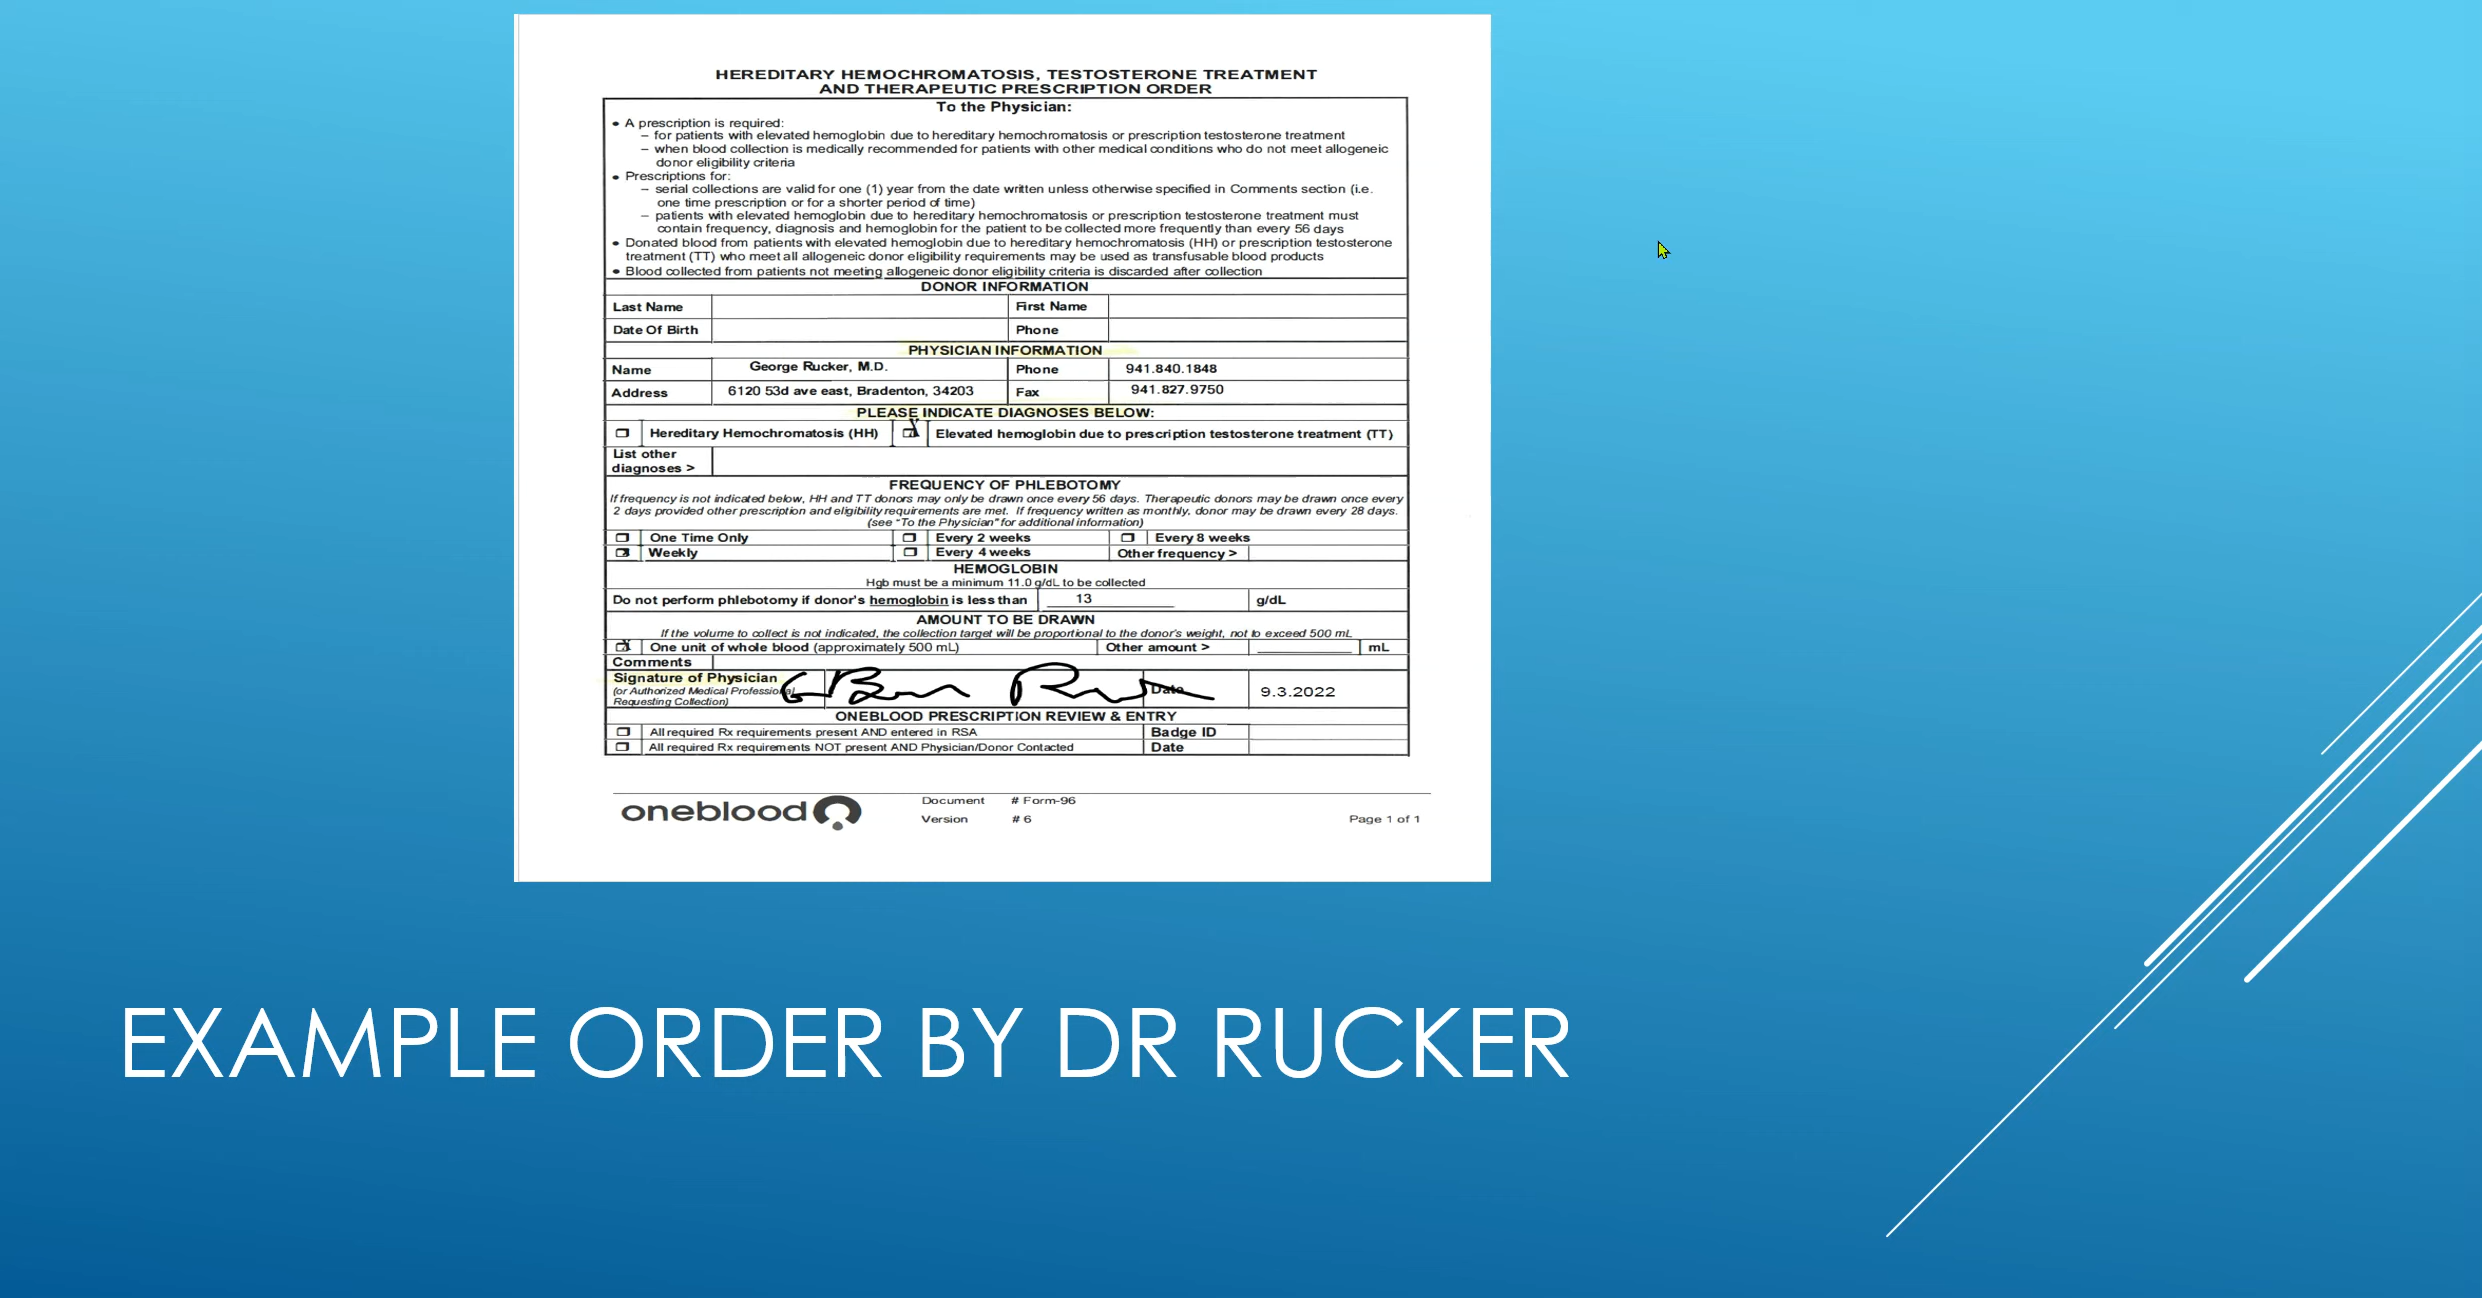 HEREDITARY HEMOCHROMATOSIS, TESTOSTERONE TREATMENT
AND THERAPEUTIC PRESCRIPTION ORDER
To the Physician:
• A prescription is required:
– for patients with elevated hemoglobin due to hereditary hemochromatosis or prescription testosterone treatment
– when blood collection is medically recommended for patients with other medical conditions who do not meet allogeneic
donor eligibility criteria
• Prescriptions for:
– serial collections are valid for one (1) year from the date written unless otherwise specified in Comments section (i.e.
one time prescription or for a shorter period of time)
– patients with elevated hemoglobin due to hereditary hemochromatosis or prescription testosterone treatment must
contain frequency, diagnosis and hemoglobin for the patient to be collected more frequently than every 56 days
• Donated blood from patients with elevated hemoglobin due to hereditary hemochromatosis (HH) or prescription testosterone
treatment (TT) who meet all allogeneic donor eligibility requirements may be used as transfusable blood products
• Blood collected from patients not meeting allogeneic donor eligibility criteria is discarded after collection
DONOR INFORMATION
Last Name First Name
Date Of Birth Phone
PHYSICIAN INFORMATION
Name George Rucker, M.D. Phone 941.840.1848
Address 6120 53d ave east, Bradenton, 34203 Fax 941.827.9750
PLEASE INDICATE DIAGNOSES BELOW:
Hereditary Hemochromatosis (HH) X Elevated hemoglobin due to prescription testosterone treatment (TT)
List other
diagnoses >
FREQUENCY OF PHLEBOTOMY
If frequency is not indicated below, HH and TT donors may only be drawn once every 56 days. Therapeutic donors may be drawn once every
2 days provided other prescription and eligibility requirements are met. If frequency written as monthly, donor may be drawn every 28 days.
(see "To the Physician" for additional information)
One Time Only Every 2 weeks Every 8 weeks
Weekly Every 4 weeks Other frequency >
HEMOGLOBIN
Hgb must be a minimum 11.0 g/dL to be collected
Do not perform phlebotomy if donor's hemoglobin is less than 13 g/dL
AMOUNT TO BE DRAWN
If the volume to collect is not indicated, the collection target will be proportional to the donor's weight, not to exceed 500 mL
X One unit of whole blood (approximately 500 mL) Other amount > mL
Comments
Signature of Physician
(or Authorized Medical Professional
Requesting Collection)
Date 9.3.2022
ONEBLOOD PRESCRIPTION REVIEW & ENTRY
All required Rx requirements present AND entered in RSA Badge ID
All required Rx requirements NOT present AND Physician/Donor Contacted Date
oneblood
Document # Form-96
Version # 6
Page 1 of 1
EXAMPLE ORDER BY DR RUCKER